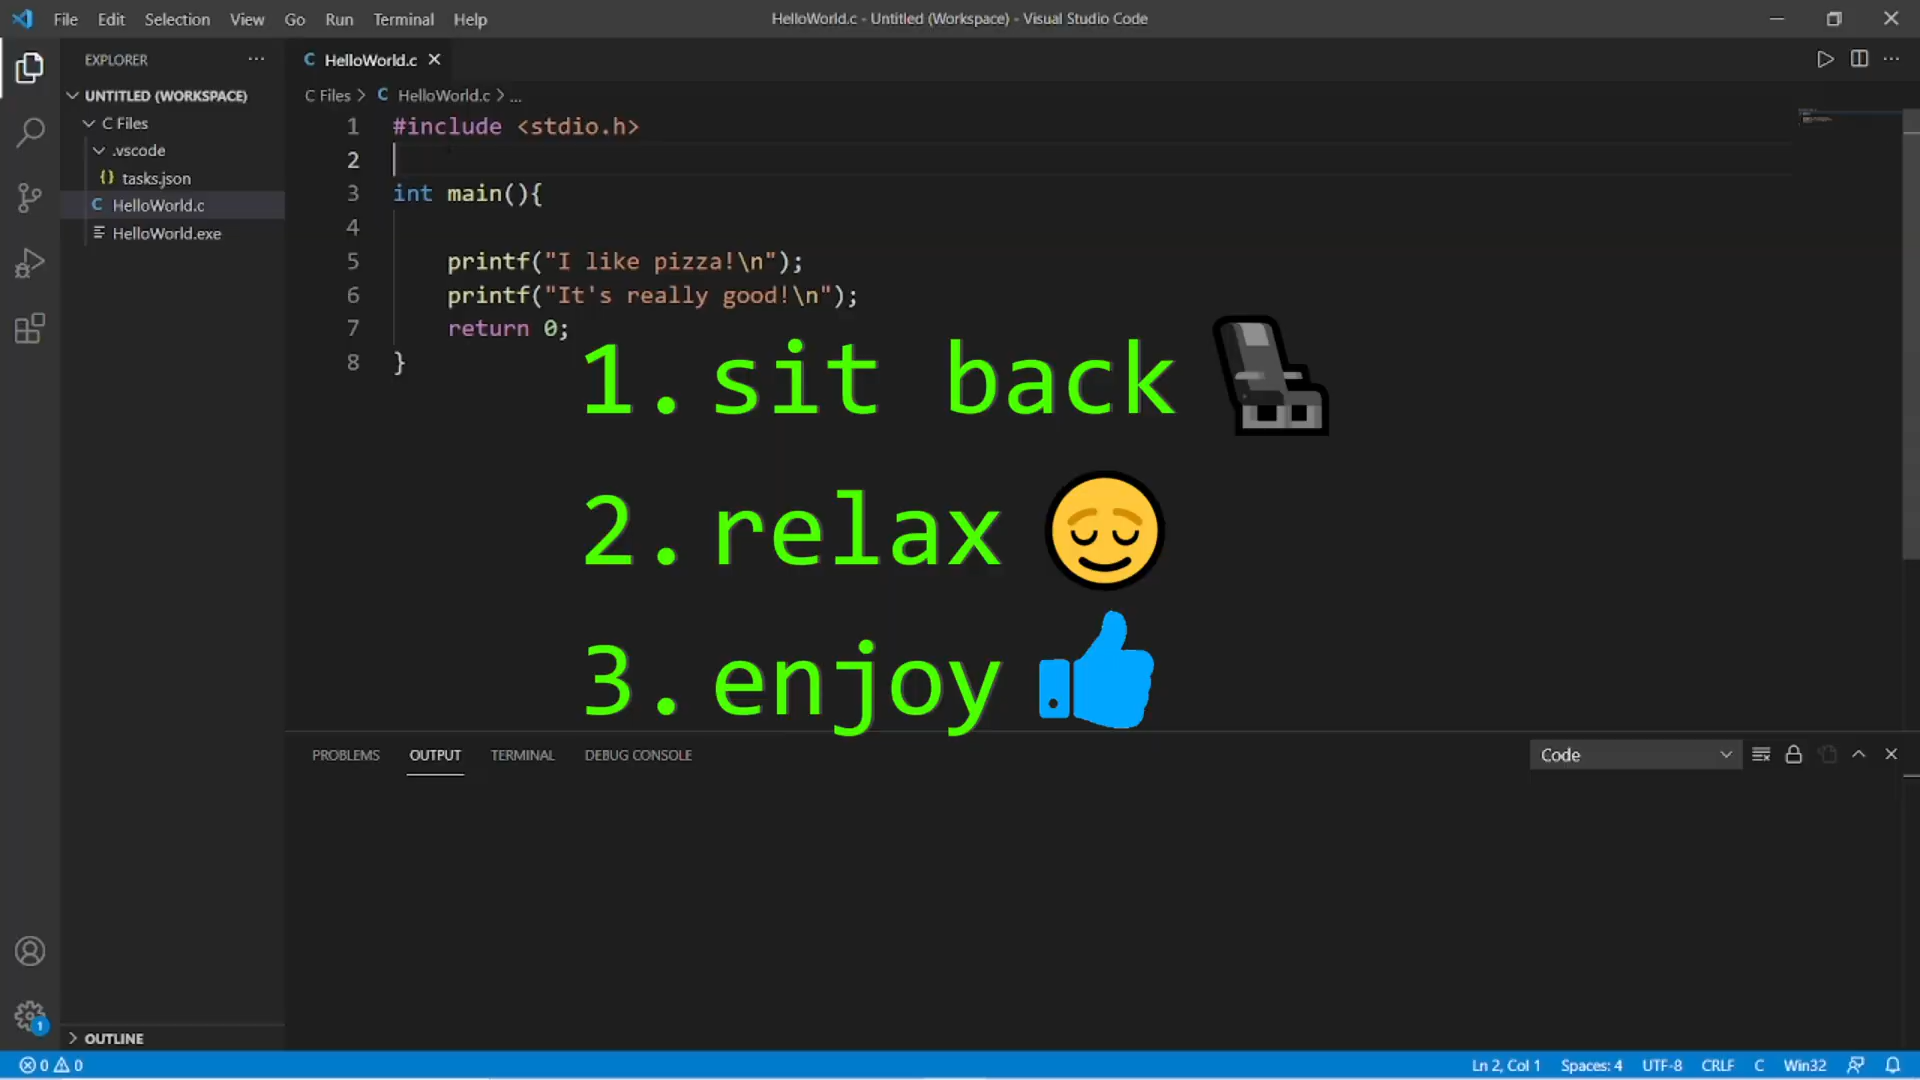 File Edit Selection View Go Run Terminal Help
HelloWorld.c - Untitled (Workspace) - Visual Studio Code
EXPLORER
UNTITLED (WORKSPACE)
C Files
.vscode
{} tasks.json
C HelloWorld.c
HelloWorld.exe
OUTLINE
C HelloWorld.c
C Files > C HelloWorld.c > ...
1 #include <stdio.h>
2
3 int main(){
4
5 printf("I like pizza!\n");
6 printf("It's really good!\n");
7 return 0;
8 }
1.sit back
2.relax
3.enjoy
PROBLEMS OUTPUT TERMINAL DEBUG CONSOLE
Code
1
0 0
Ln 2, Col 1 Spaces: 4 UTF-8 CRLF C Win32